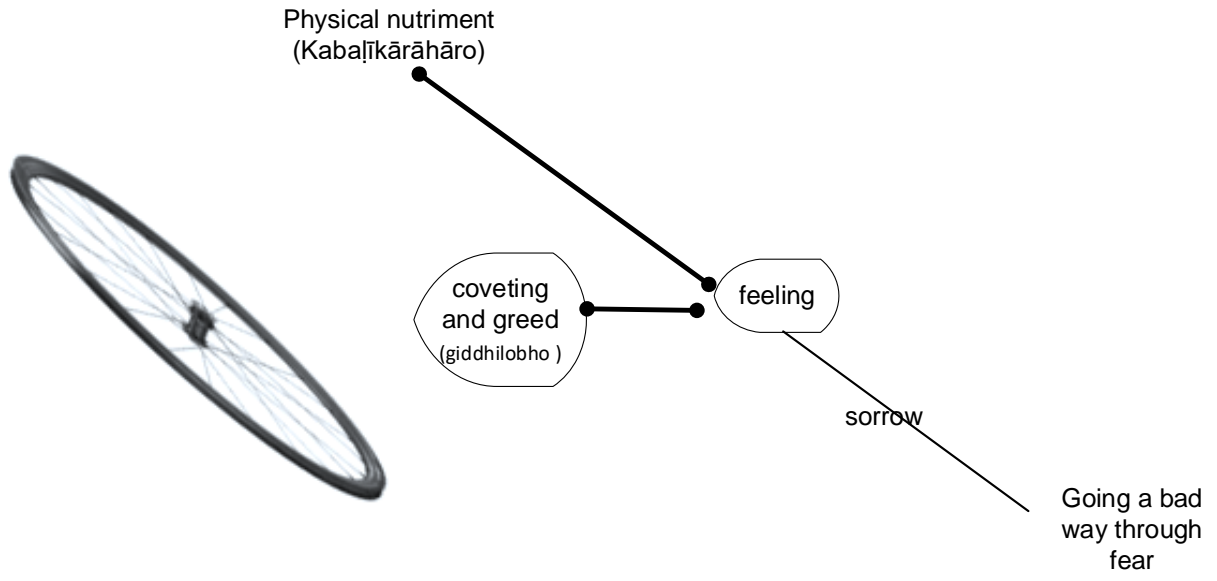 Physical nutriment
(Kabaḷīkārāhāro)
coveting
and greed
(giddhilobho )
feeling
sorrow
Going a bad
way through
fear